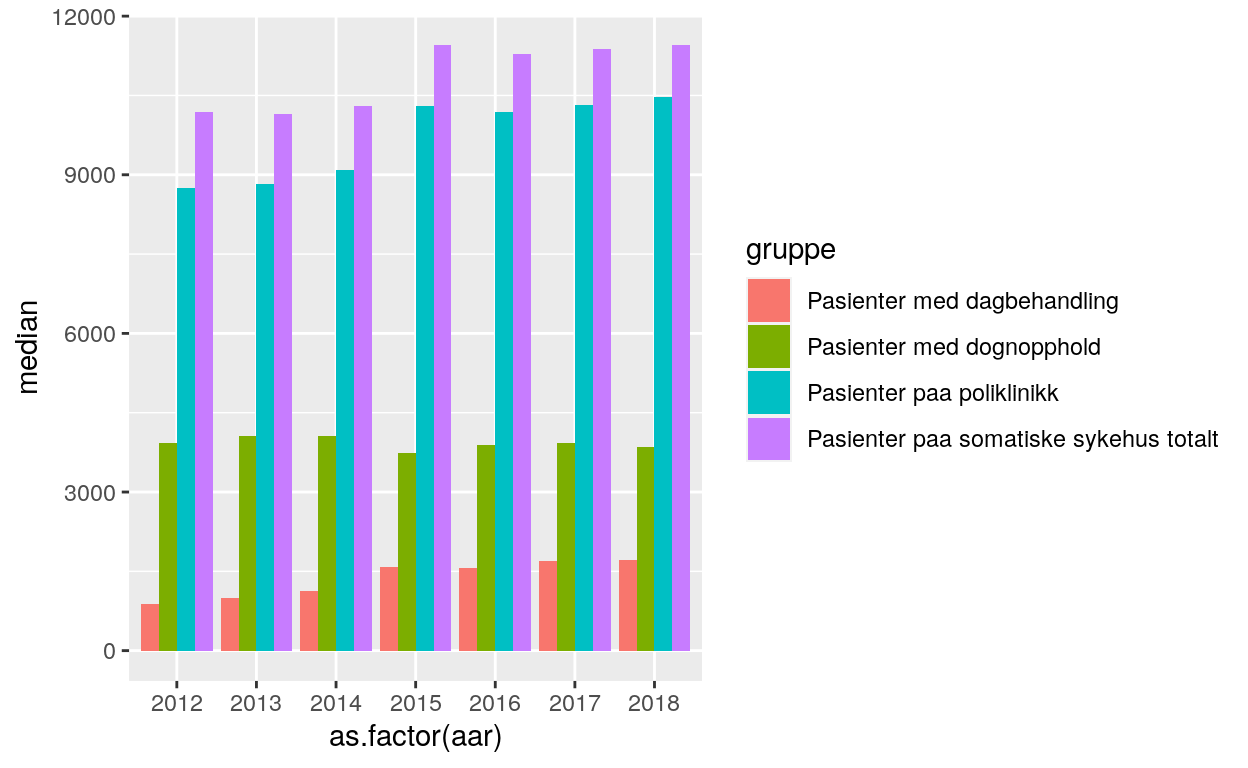 12000
9000
6000
3000
0
median
2012 2013 2014 2015 2016 2017 2018
as.factor(aar)
gruppe
Pasienter med dagbehandling
Pasienter med dognopphold
Pasienter paa poliklinikk
Pasienter paa somatiske sykehus totalt